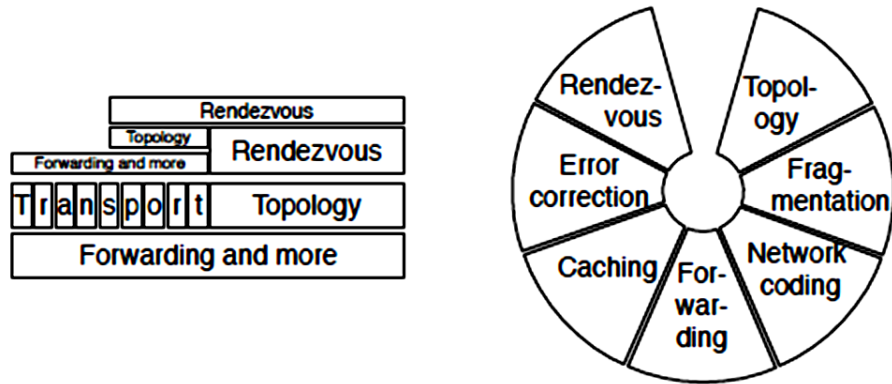 Rendezvous
Topology
Rendezvous
Forwarding and more
Transport
Topology
Forwarding and more
Rendez-
vous
Topol-
ogy
Error
correction
Frag-
mentation
Caching
For-
war-
ding
Network
coding